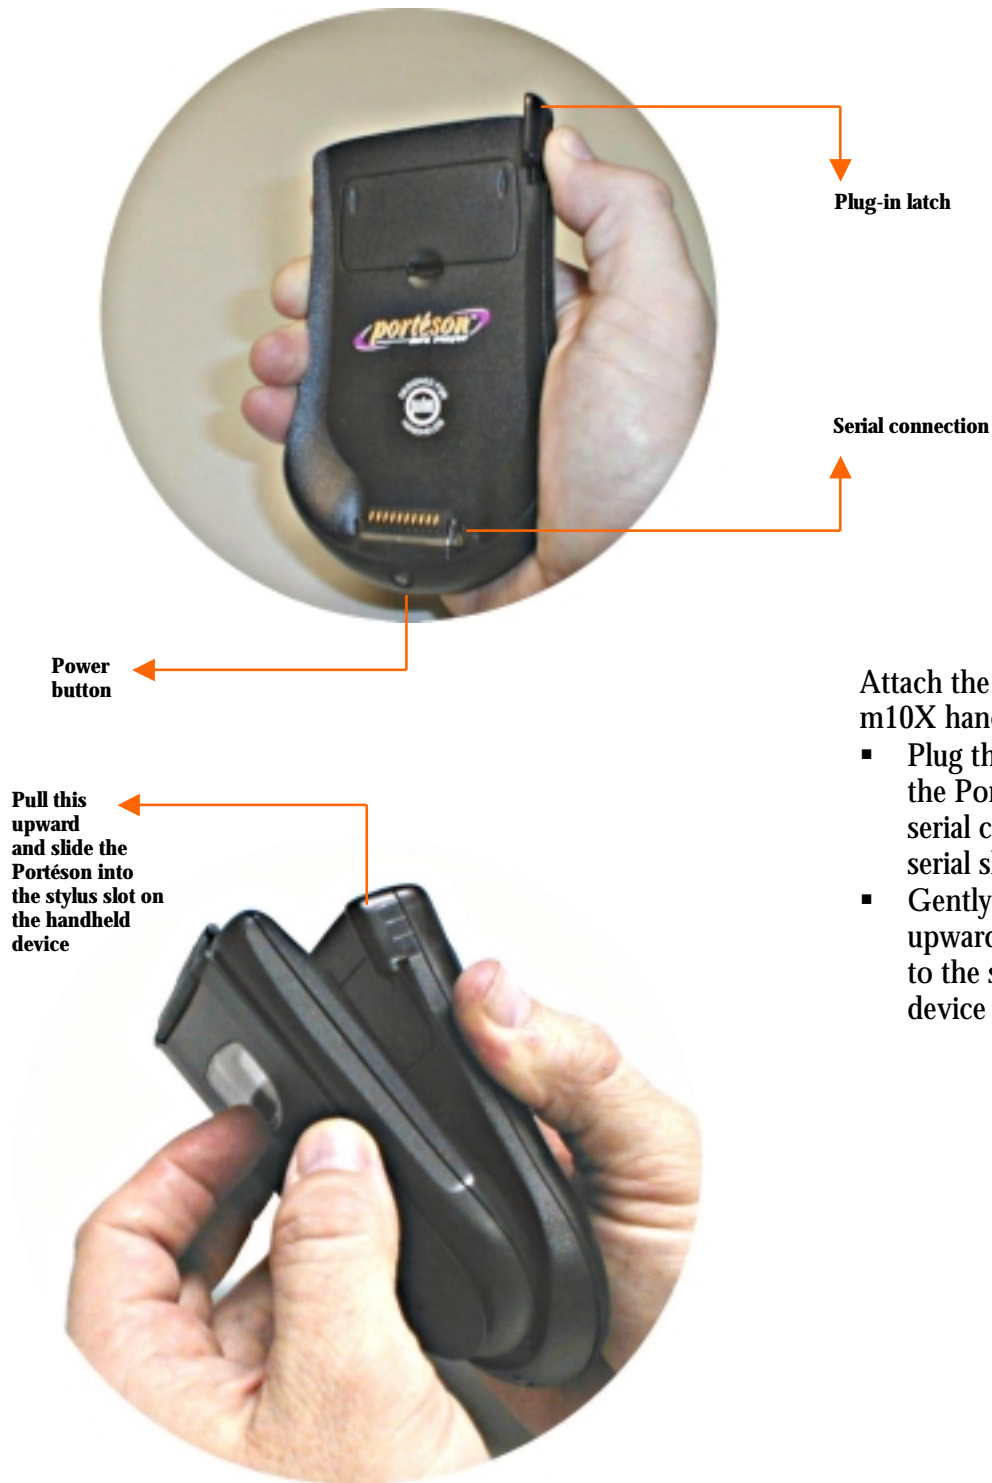 Plug-in latch
portéson
Serial connection
Power
button
Attach the
m10X han
▪ Plug th
the Por
serial c
serial s
▪ Gently
upward
to the s
device
Pull this
upward
and slide the
Portéson into
the stylus slot on
the handheld
device